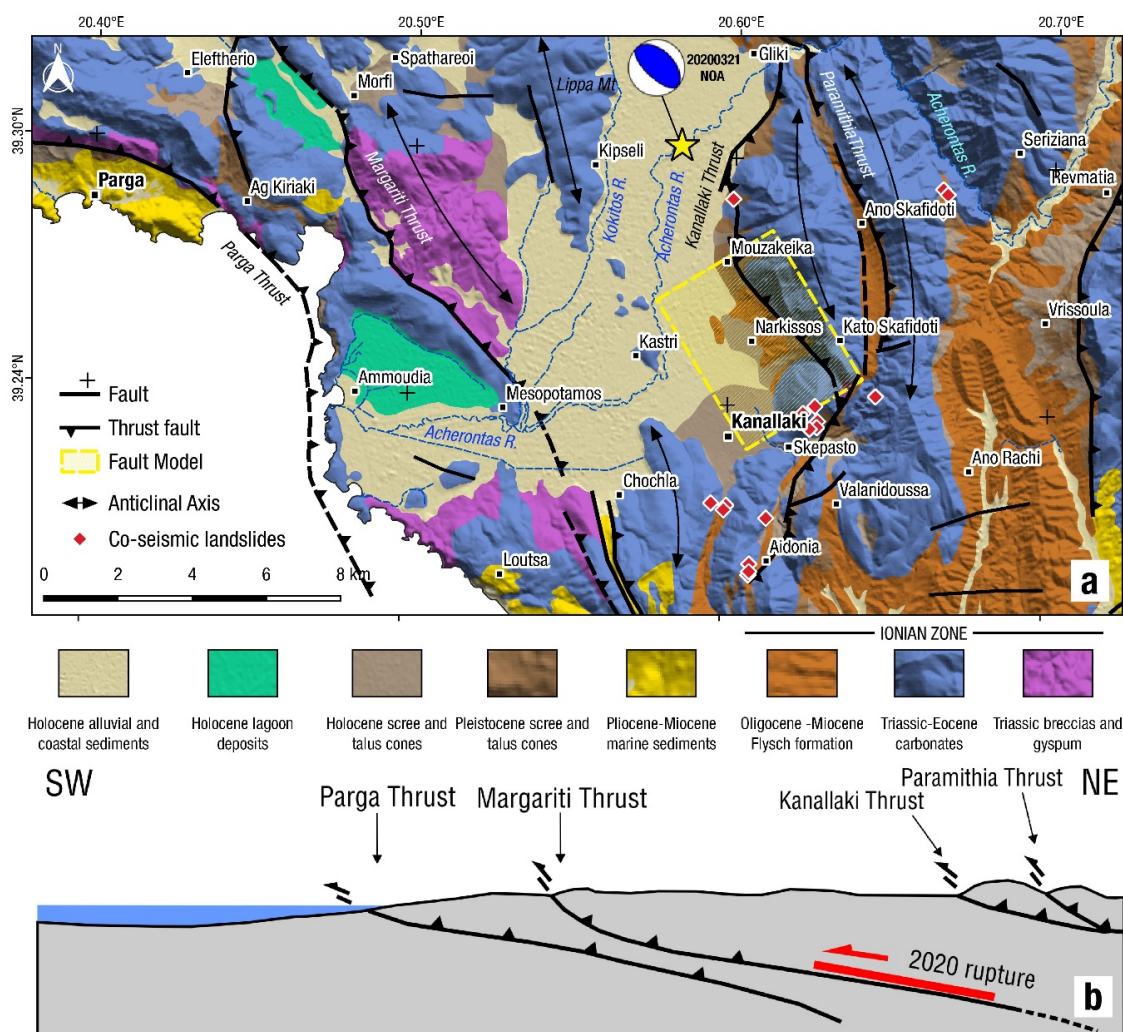 20.40°E
20.50°E
20.60°E
20.70°E
39.30°N
39.24°N
N
Eleftherio
Spathareoi
Morfi
Lippa Mt
20200321
NOA
Gliki
Paramithia Thrust
Acherontas R.
Seriziana
Revmatia
Kipseli
Parga
Ag Kiriaki
Margariti Thrust
Kokitos R.
Acherontas R.
Kanallaki Thrust
Ano Skafidoti
Parga Thrust
Mouzakeika
Narkissos
Kato Skafidoti
Vrissoula
Kastri
Ammoudia
Mesopotamos
Acherontas R.
Kanallaki
Skepasto
Ano Rachi
Chochla
Valanidoussa
Loutsa
Aidonia
Fault
Thrust fault
Fault Model
Anticlinal Axis
Co-seismic landslides
0 2 4 6 8 km
a
IONIAN ZONE
Holocene alluvial and
coastal sediments
Holocene lagoon
deposits
Holocene scree and
talus cones
Pleistocene scree and
talus cones
Pliocene-Miocene
marine sediments
Oligocene -Miocene
Flysch formation
Triassic-Eocene
carbonates
Triassic breccias and
gyspum
SW
NE
Parga Thrust
Margariti Thrust
Kanallaki Thrust
Paramithia Thrust
2020 rupture
b